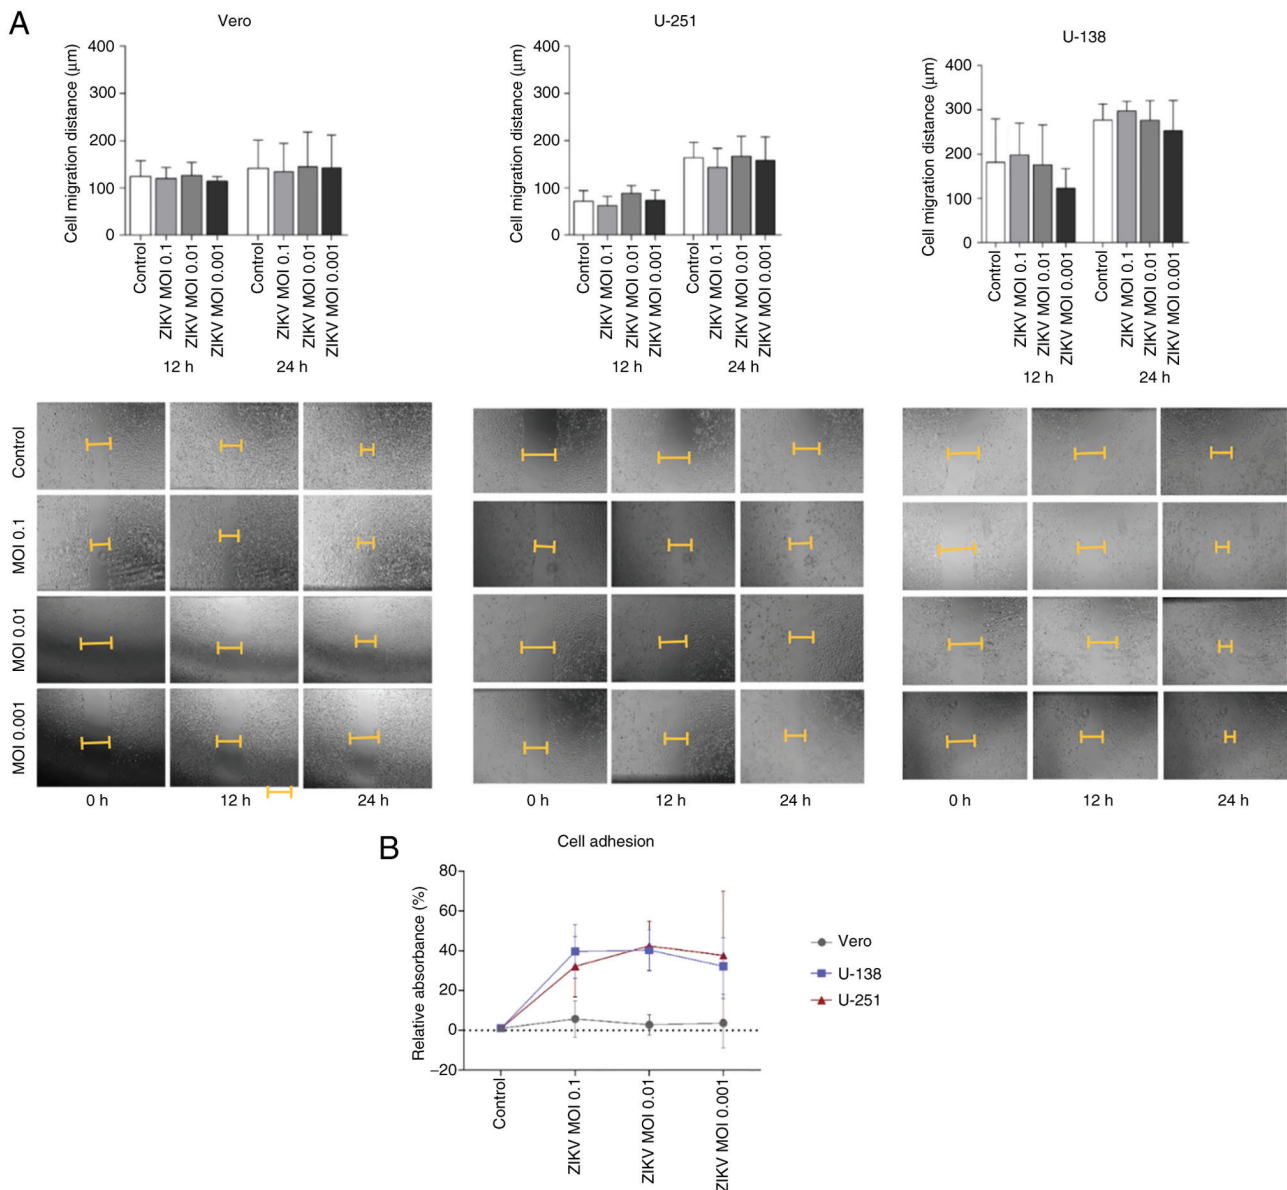 A
Vero
Cell migration distance (μm)
400
300
200
100
0
Control
ZIKV MOI 0.1
ZIKV MOI 0.01
ZIKV MOI 0.001
Control
ZIKV MOI 0.1
ZIKV MOI 0.01
ZIKV MOI 0.001
12 h
24 h
U-251
Cell migration distance (μm)
400
300
200
100
0
Control
ZIKV MOI 0.1
ZIKV MOI 0.01
ZIKV MOI 0.001
Control
ZIKV MOI 0.1
ZIKV MOI 0.01
ZIKV MOI 0.001
12 h
24 h
U-138
Cell migration distance (μm)
400
300
200
100
0
Control
ZIKV MOI 0.1
ZIKV MOI 0.01
ZIKV MOI 0.001
Control
ZIKV MOI 0.1
ZIKV MOI 0.01
ZIKV MOI 0.001
12 h
24 h
Control
MOI 0.1
MOI 0.01
MOI 0.001
0 h
12 h
24 h
0 h
12 h
24 h
0 h
12 h
24 h
B
Cell adhesion
Relative absorbance (%)
80
60
40
20
0
−20
Control
ZIKV MOI 0.1
ZIKV MOI 0.01
ZIKV MOI 0.001
Vero
U-138
U-251